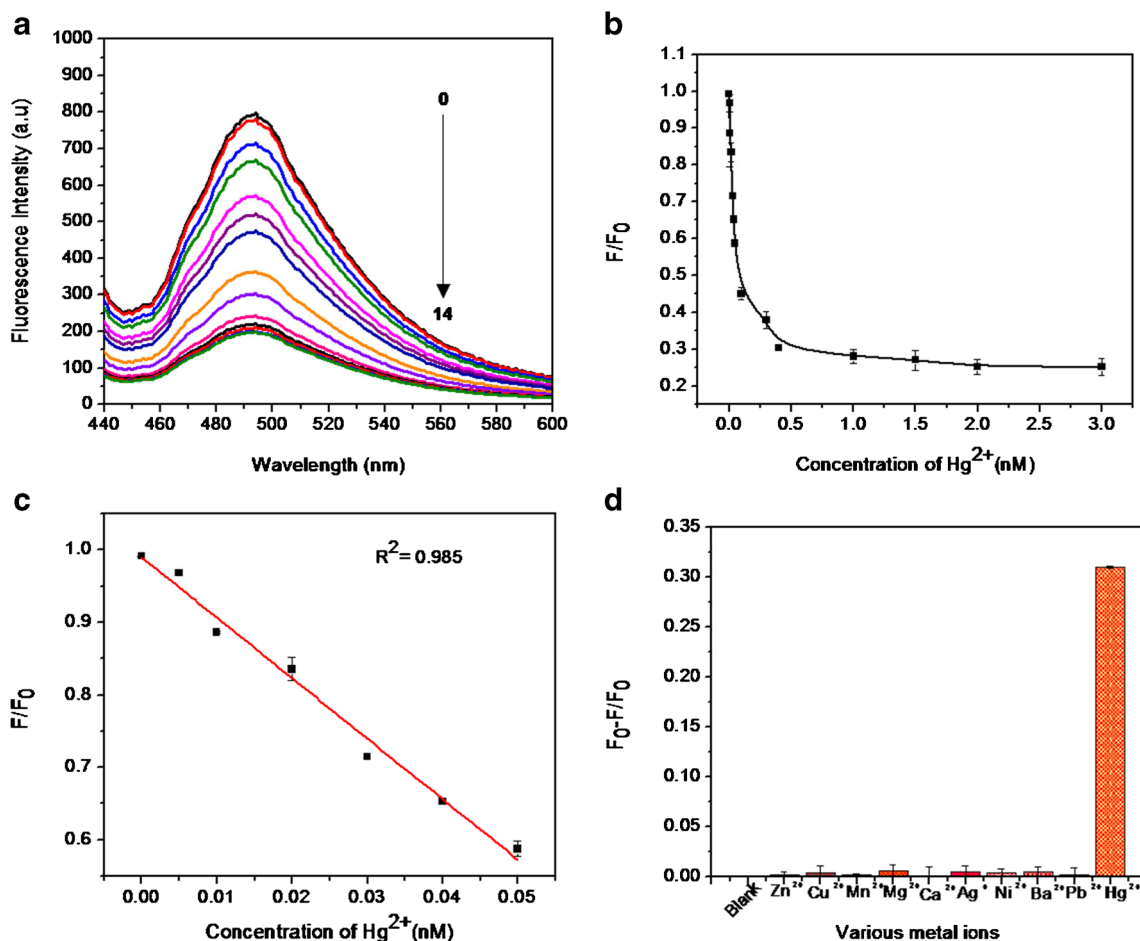 a
1000
900
800
700
600
500
400
300
200
100
0
Fluorescence Intensity (a.u)
0
14
440 460 480 500 520 540 560 580 600
Wavelength (nm)
b
1.1
1.0
0.9
0.8
0.7
0.6
0.5
0.4
0.3
0.2
F/F0
0.0 0.5 1.0 1.5 2.0 2.5 3.0
Concentration of Hg2+(nM)
c
R2 = 0.985
1.0
0.9
0.8
0.7
0.6
F/F0
0.00 0.01 0.02 0.03 0.04 0.05
Concentration of Hg2+(nM)
d
0.35
0.30
0.25
0.20
0.15
0.10
0.05
0.00
F0-F/F0
Blank Zn2+ Cu2+ Mn2+ Mg2+ Ca2+ Ag+ Ni2+ Ba2+ Pb2+ Hg2+
Various metal ions